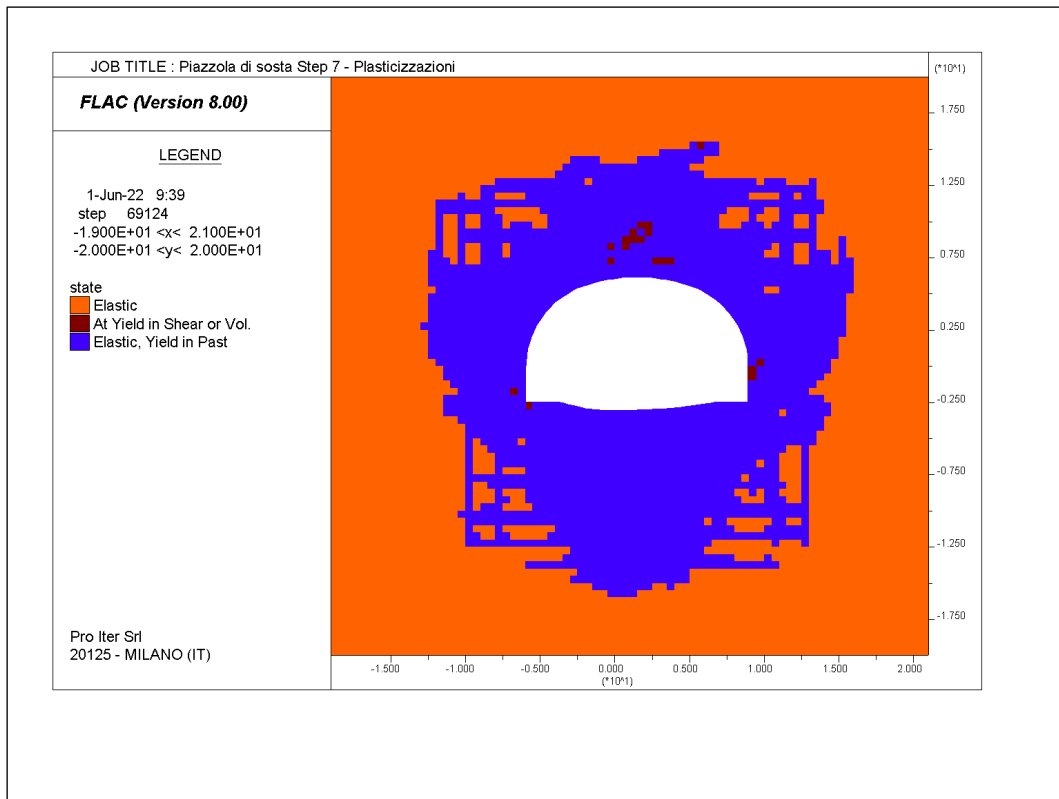 JOB TITLE : Piazzola di sosta Step 7 - Plasticizzazioni
(*10^1)
FLAC (Version 8.00)
LEGEND
1-Jun-22 9:39
step 69124
-1.900E+01 <x< 2.100E+01
-2.000E+01 <y< 2.000E+01
state
Elastic
At Yield in Shear or Vol.
Elastic, Yield in Past
Pro Iter Srl
20125 - MILANO (IT)
1.750
1.250
0.750
0.250
-0.250
-0.750
-1.250
-1.750
-1.500 -1.000 -0.500 0.000 0.500 1.000 1.500 2.000
(*10^1)